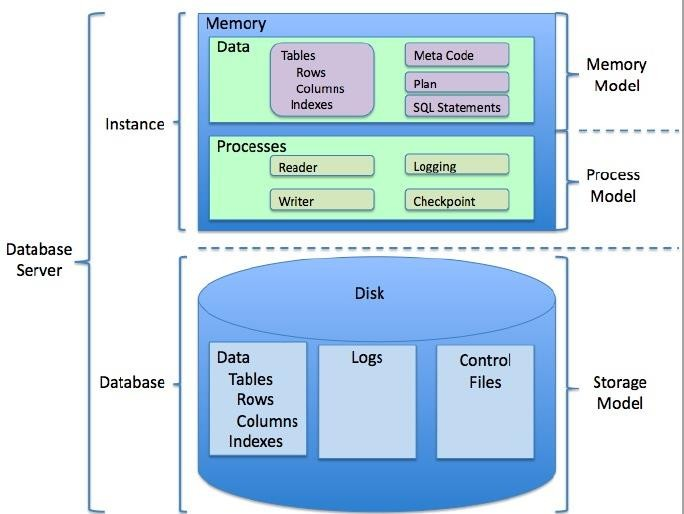 Memory
Data
Tables
Rows
Columns
Indexes
Meta Code
Plan
SQL Statements
Memory
Model
Instance
Processes
Reader
Logging
Writer
Checkpoint
Process
Model
Database
Server
Disk
Database
Data
Tables
Rows
Columns
Indexes
Logs
Control
Files
Storage
Model